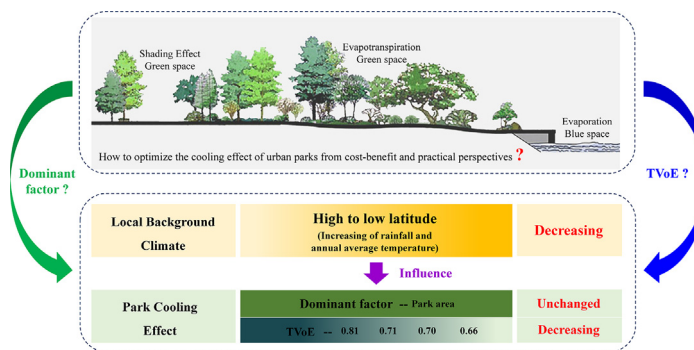 Shading Effect
Green space
Evapotranspiration
Green space
Evaporation
Blue space
How to optimize the cooling effect of urban parks from cost-benefit and practical perspectives ?
Dominant
factor ?
TVoE ?
Local Background
Climate
High to low latitude
(Increasing of rainfall and
annual average temperature)
Decreasing
Influence
Park Cooling
Effect
Dominant factor -- Park area
Unchanged
TVoE -- 0.81 0.71 0.70 0.66
Decreasing